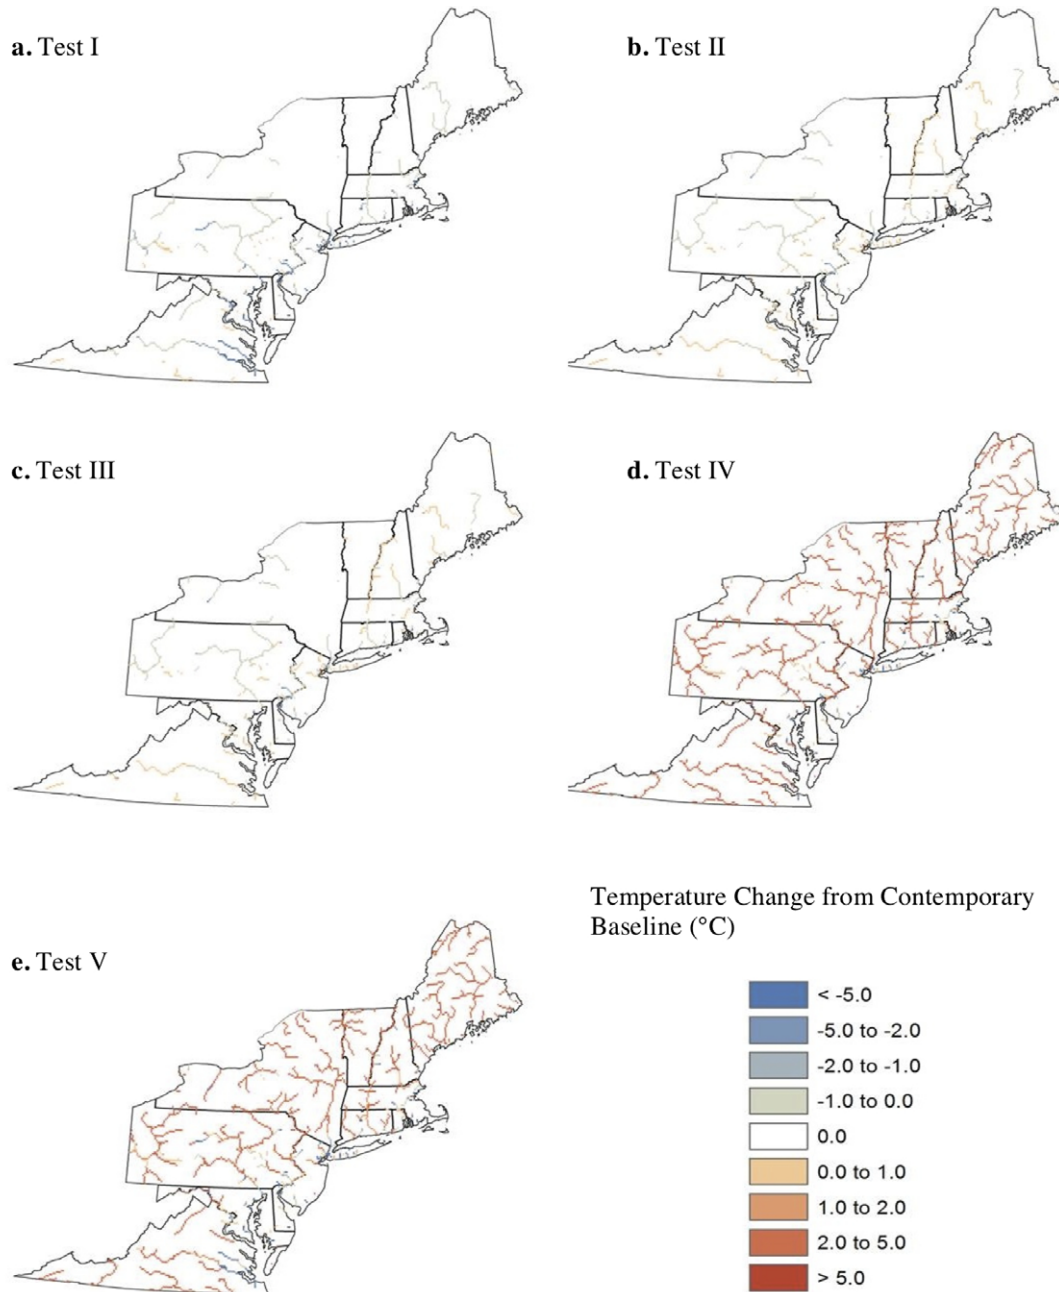 a. Test I
b. Test II
c. Test III
d. Test IV
e. Test V
Temperature Change from Contemporary
Baseline (°C)
< -5.0
-5.0 to -2.0
-2.0 to -1.0
-1.0 to 0.0
0.0
0.0 to 1.0
1.0 to 2.0
2.0 to 5.0
> 5.0